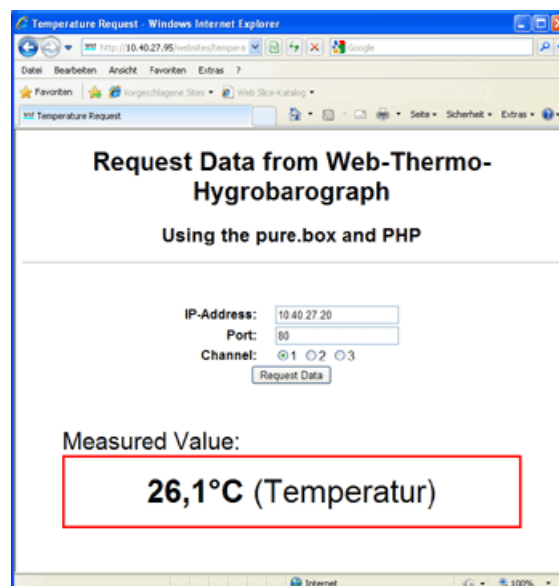 Temperature Request - Windows Internet Explorer
http://10.40.27.95/websites/tempera
Google
Datei Bearbeiten Ansicht Favoriten Extras ?
Favoriten Vorgeschlagene Sites Web Slice-Katalog
Temperature Request Seite Sicherheit Extras
Request Data from Web-Thermo-
Hygrobarograph
Using the pure.box and PHP
IP-Address: 10.40.27.20
Port: 80
Channel: 1 2 3
Request Data
Measured Value:
26,1°C (Temperatur)
Internet 100%